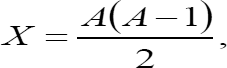 X = A(A − 1) / 2 ,